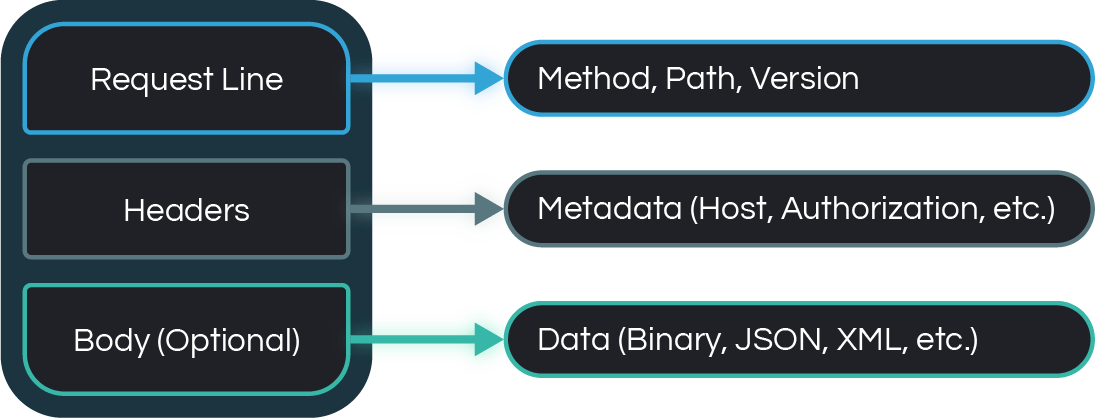 Request Line
Method, Path, Version
Headers
Metadata (Host, Authorization, etc.)
Body (Optional)
Data (Binary, JSON, XML, etc.)